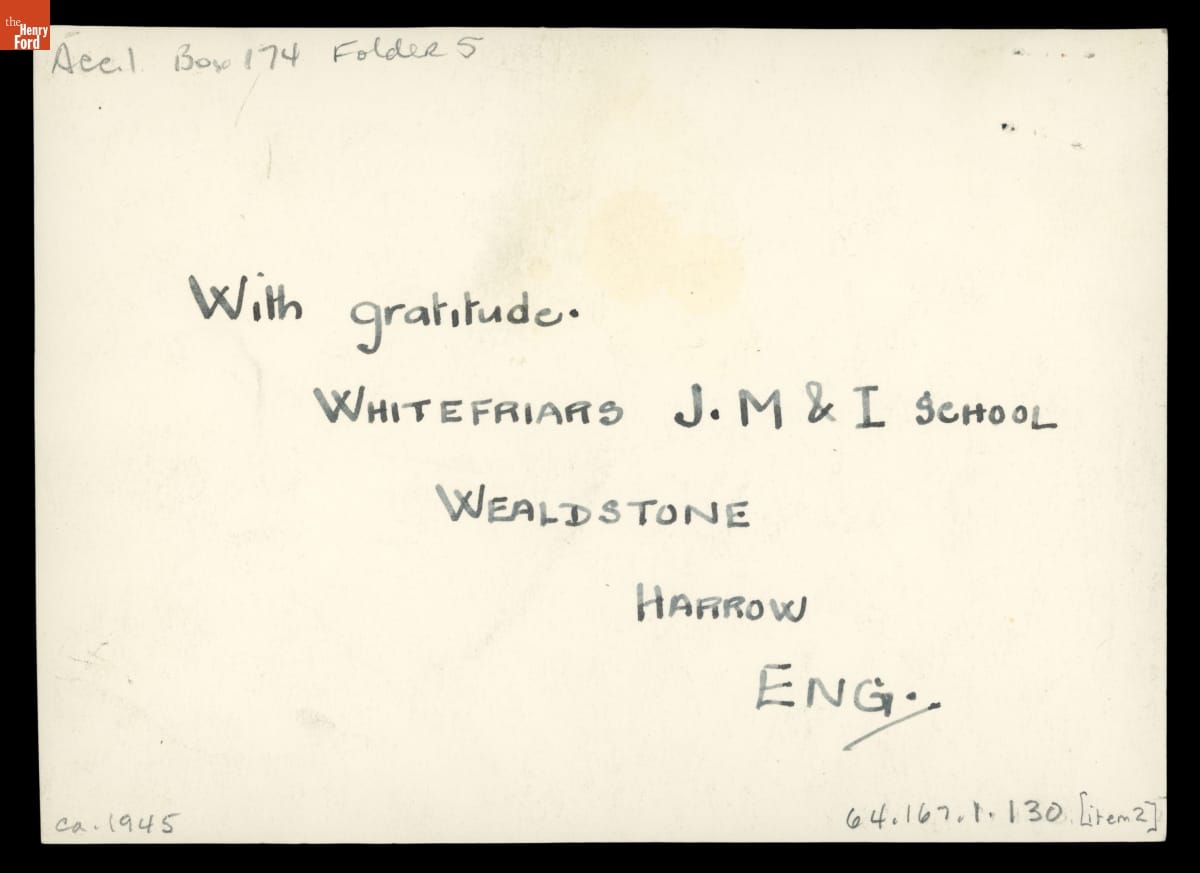 the
Henry
Ford
Acc.1 Box 174 Folder 5
With gratitude.
WHITEFRIARS J. M & I SCHOOL
WEALDSTONE
HARROW
ENG.
ca. 1945
64.167.1.130 [item 2]